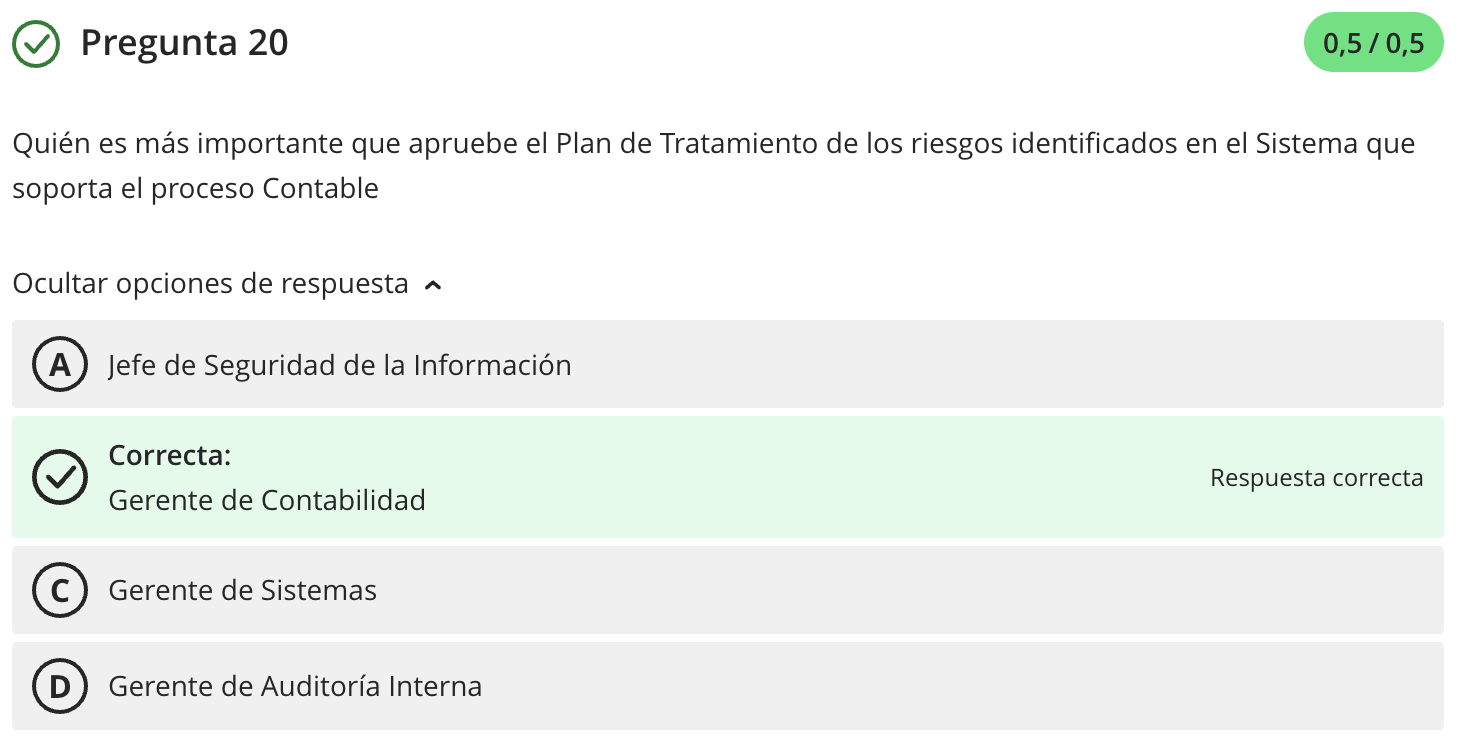 Pregunta 20
0,5 / 0,5
Quién es más importante que apruebe el Plan de Tratamiento de los riesgos identificados en el Sistema que
soporta el proceso Contable
Ocultar opciones de respuesta
A
Jefe de Seguridad de la Información
Correcta:
Gerente de Contabilidad
Respuesta correcta
C
Gerente de Sistemas
D
Gerente de Auditoría Interna